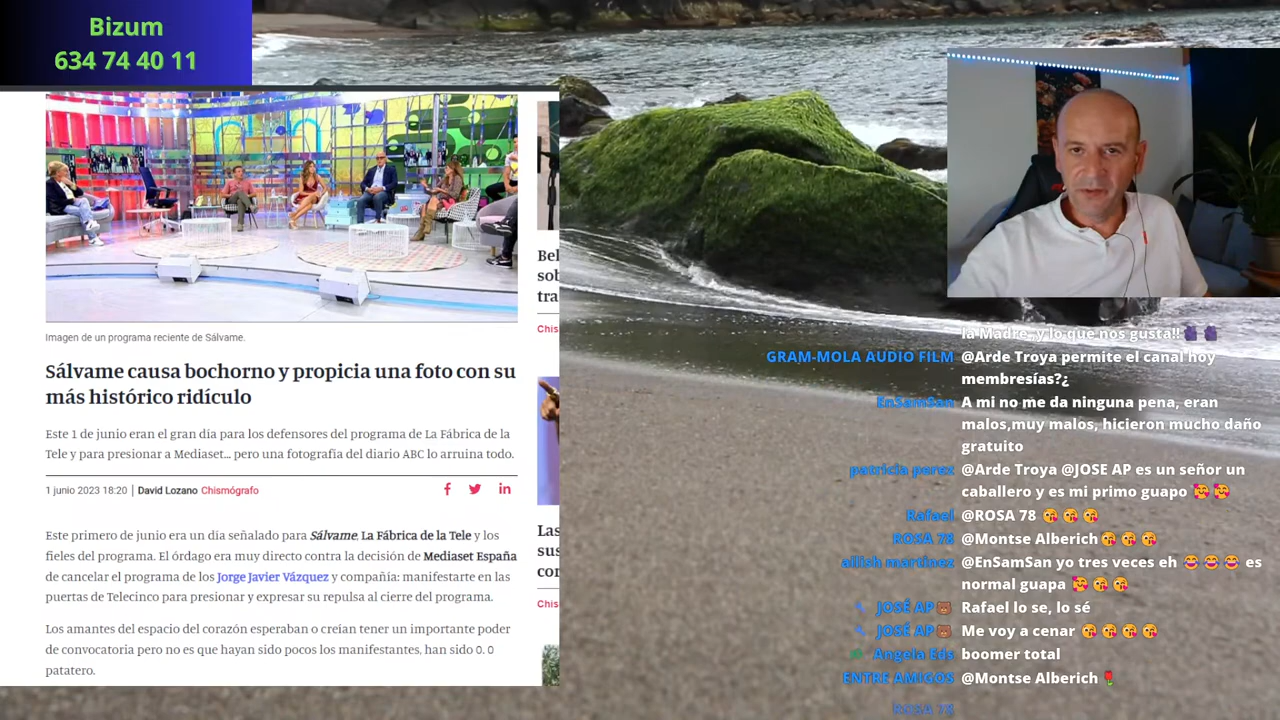 Bizum
634 74 40 11
Imagen de un programa reciente de Sálvame.
Sálvame causa bochorno y propicia una foto con su
más histórico ridículo
Este 1 de junio eran el gran día para los defensores del programa de La Fábrica de la
Tele y para presionar a Mediaset... pero una fotografía del diario ABC lo arruina todo.
1 junio 2023 18:20 | David Lozano Chismógrafo
Este primero de junio era un día señalado para Sálvame, La Fábrica de la Tele y los
fieles del programa. El órdago era muy directo contra la decisión de Mediaset España
de cancelar el programa de los Jorge Javier Vázquez y compañía: manifestarte en las
puertas de Telecinco para presionar y expresar su repulsa al cierre del programa.
Los amantes del espacio del corazón esperaban o creían tener un importante poder
de convocatoria pero no es que hayan sido pocos los manifestantes, han sido 0. 0
patatero.
Bel
sob
tra
Chis
Las
sus
con
Chis
la Madre..y lo que nos gusta!!
GRAM-MOLA AUDIO FILM @Arde Troya permite el canal hoy
membresías?¿
EnSamSan A mi no me da ninguna pena, eran
malos,muy malos, hicieron mucho daño
gratuito
patricia perez @Arde Troya @JOSE AP es un señor un
caballero y es mi primo guapo 🥰 🥰
Rafael @ROSA 78 😘 😘 😘
ROSA 78 @Montse Alberich 😘 😘 😘
ailish martinez @EnSamSan yo tres veces eh 😂 😂 😂 es
normal guapa 🥰 😘 😘
JOSÉ AP🐻 Rafael lo se, lo sé
JOSÉ AP🐻 Me voy a cenar 😘 😘 😘 😘
Angela Eds boomer total
ENTRE AMIGOS @Montse Alberich 🌹
ROSA 78